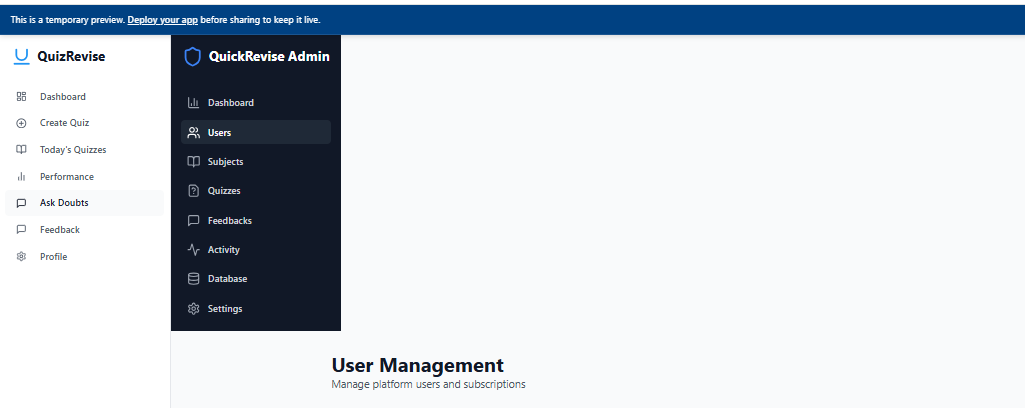 This is a temporary preview. Deploy your app before sharing to keep it live.
QuizRevise
Dashboard
Create Quiz
Today's Quizzes
Performance
Ask Doubts
Feedback
Profile
QuickRevise Admin
Dashboard
Users
Subjects
Quizzes
Feedbacks
Activity
Database
Settings
User Management
Manage platform users and subscriptions